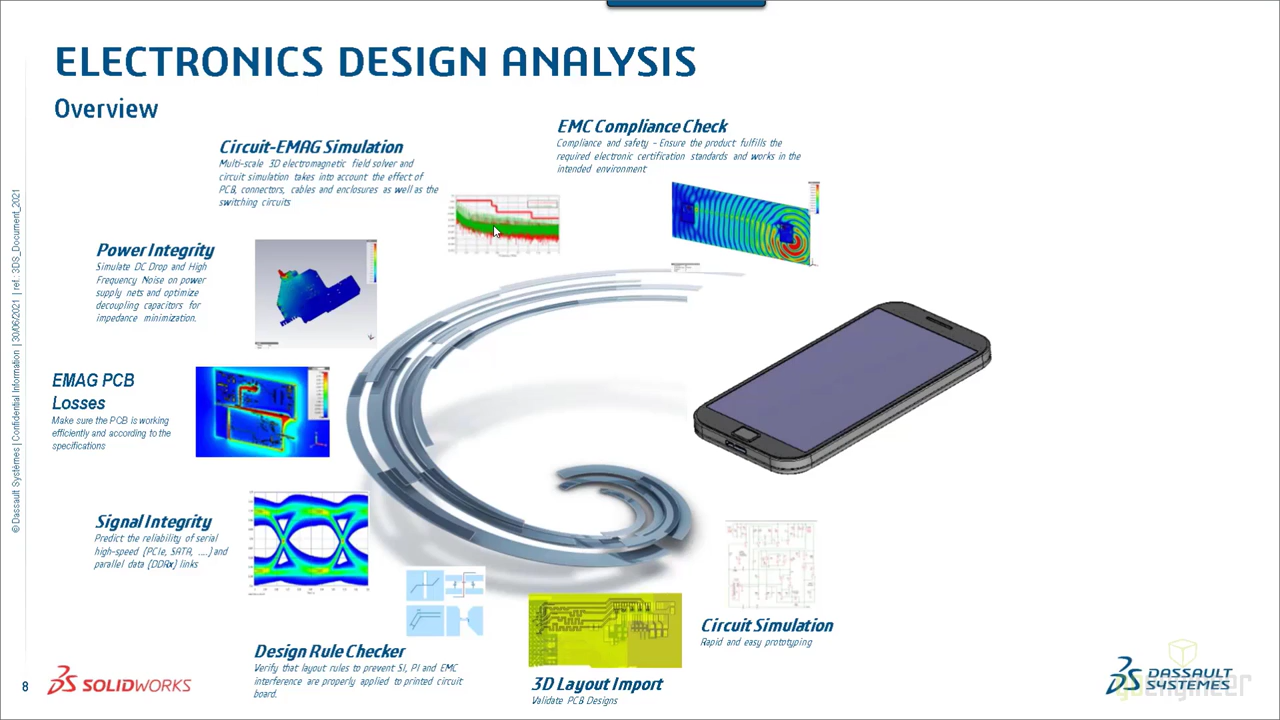 ELECTRONICS DESIGN ANALYSIS
Overview
EMC Compliance Check
Compliance and safety - Ensure the product fulfills the
required electronic certification standards and works in the
intended environment
Circuit-EMAG Simulation
Multi-scale 3D electromagnetic field solver and
circuit simulation takes into account the effect of
PCB, connectors, cables and enclosures as well as the
switching circuits
Power Integrity
Simulate DC Drop and High
Frequency Noise on power
supply nets and optimize
decoupling capacitors for
impedance minimization.
EMAG PCB
Losses
Make sure the PCB is working
efficiently and according to the
specifications
Signal Integrity
Predict the reliability of serial
high-speed (PCIe, SATA, ....) and
parallel data (DDRx) links
Design Rule Checker
Verify that layout rules to prevent SI, PI and EMC
interference are properly applied to printed circuit
board.
3D Layout Import
Validate PCB Designs
Circuit Simulation
Rapid and easy prototyping
© Dassault Systèmes | Confidential Information | 30/06/2021 | ref.: 3DS_Document_2021
8
SOLIDWORKS
DASSAULT
SYSTEMES
goengineer